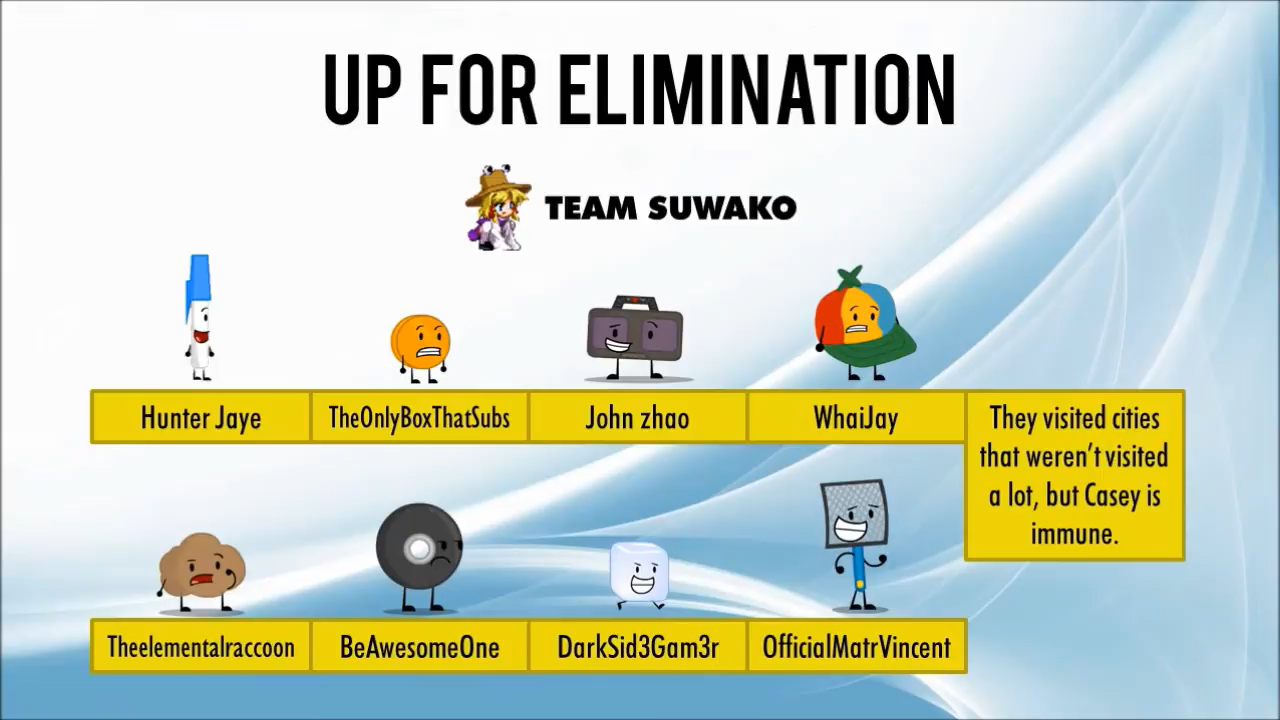 UP FOR ELIMINATION
TEAM SUWAKO
Hunter Jaye
TheOnlyBoxThatSubs
John zhao
WhaiJay
They visited cities
that weren't visited
a lot, but Casey is
immune.
Theelementalraccoon
BeAwesomeOne
DarkSid3Gam3r
OfficialMatrVincent